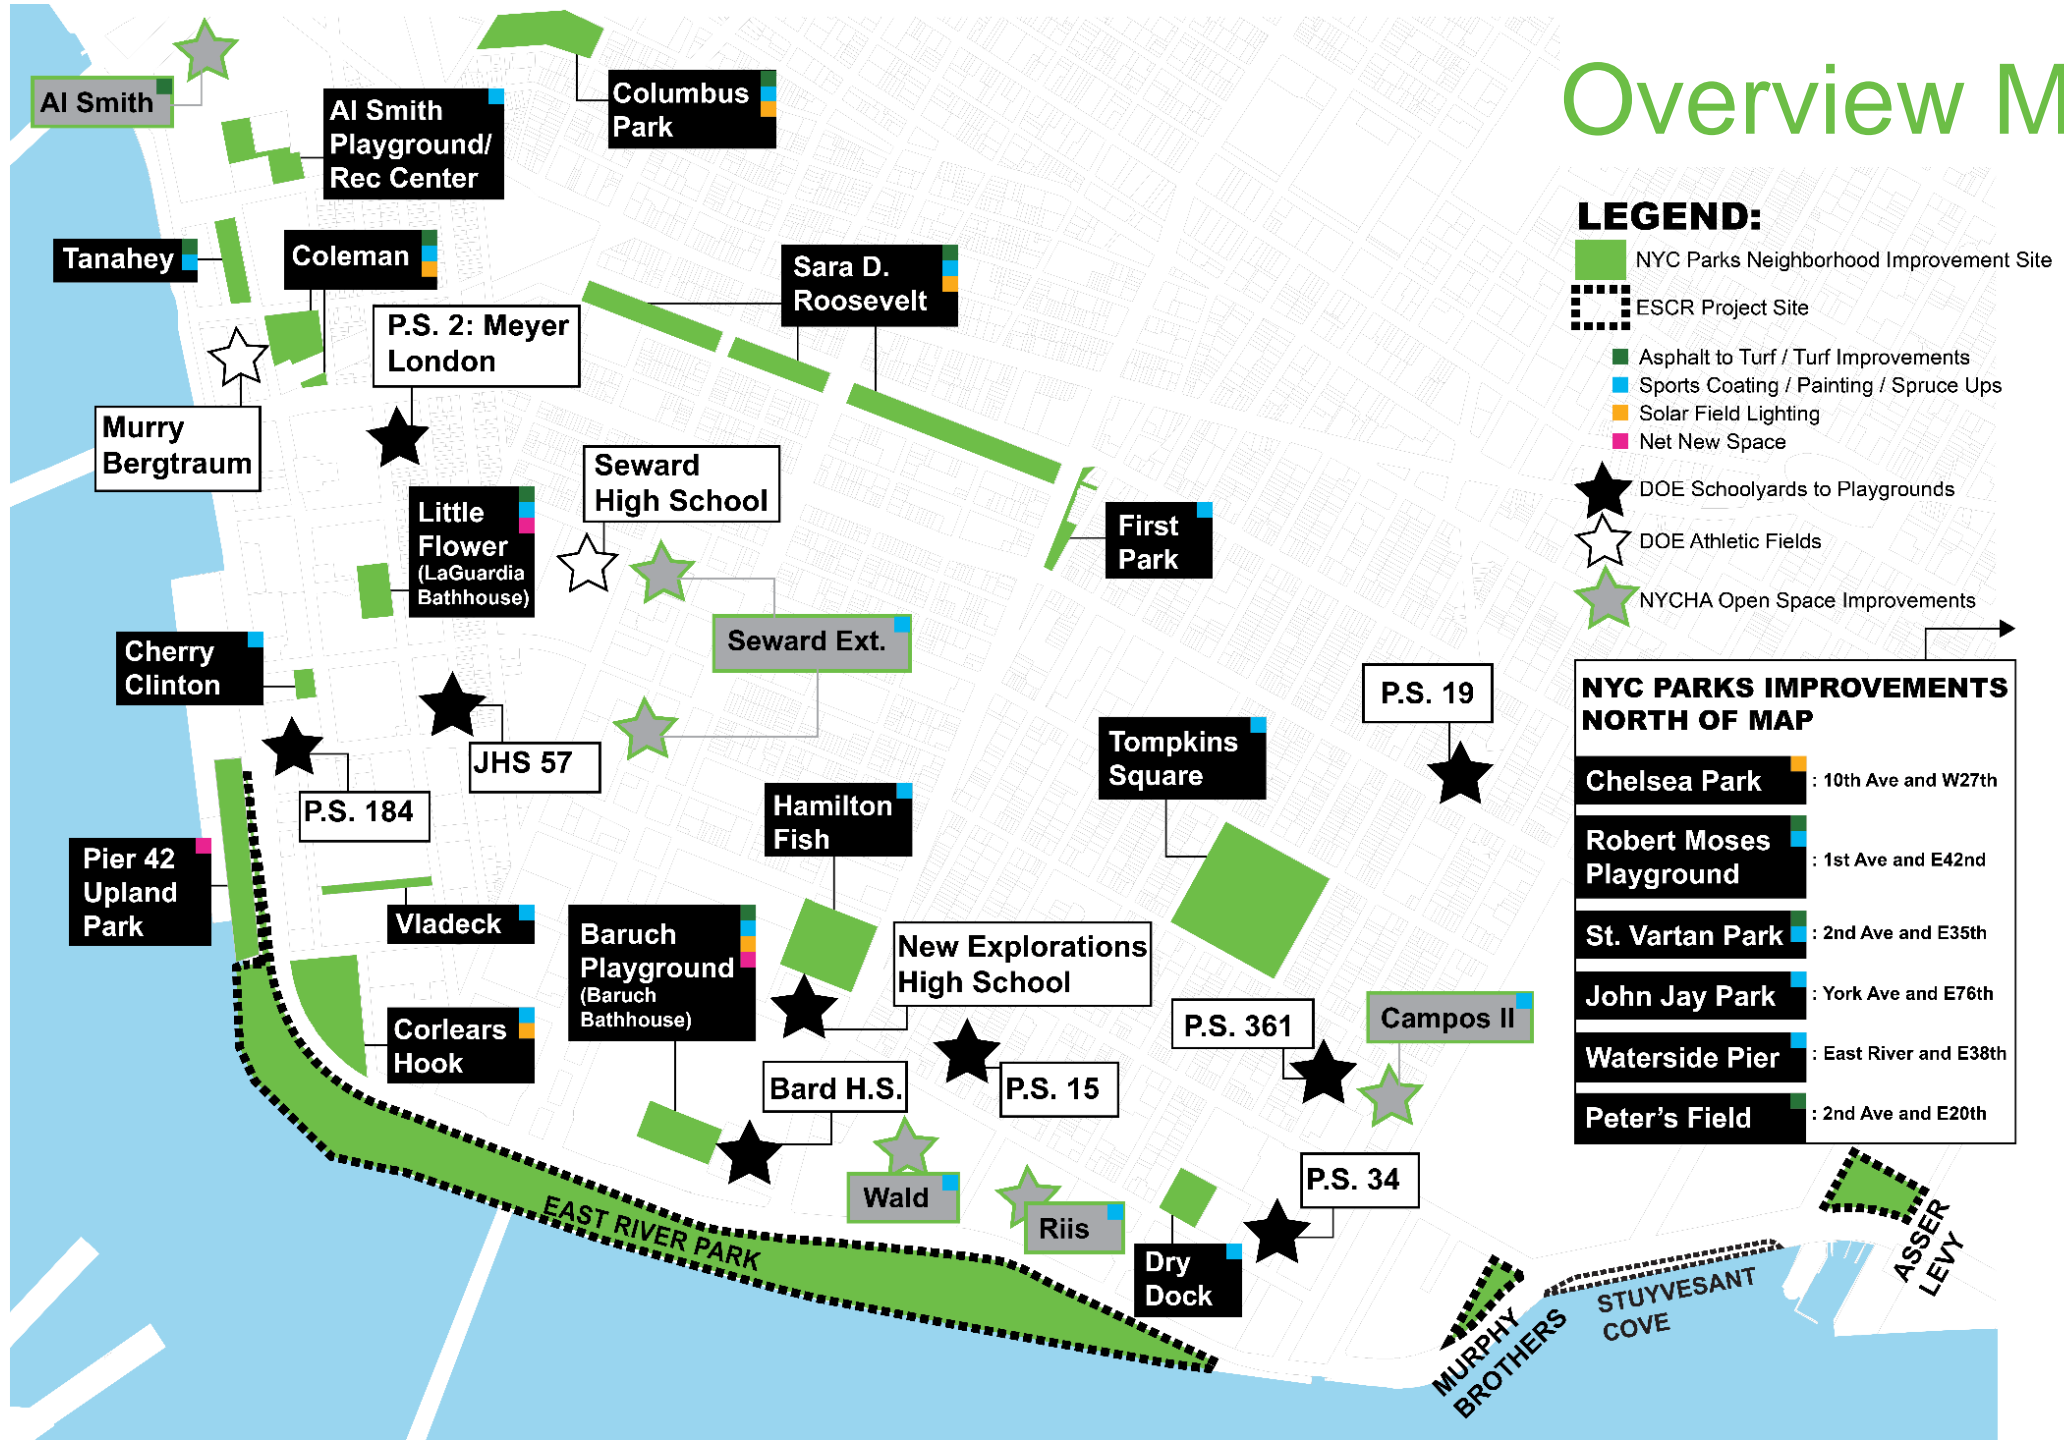 Overview M
Al Smith
Al Smith
Playground/
Rec Center
Columbus
Park
Tanahey
Coleman
Sara D.
Roosevelt
P.S. 2: Meyer
London
Murry
Bergtraum
Seward
High School
Little
Flower
(LaGuardia
Bathhouse)
First
Park
Seward Ext.
Cherry
Clinton
JHS 57
P.S. 184
P.S. 19
Tompkins
Square
Hamilton
Fish
Pier 42
Upland
Park
Vladeck
Baruch
Playground
(Baruch
Bathhouse)
New Explorations
High School
Corlears
Hook
Bard H.S.
P.S. 15
P.S. 361
Campos II
Wald
Riis
P.S. 34
Dry
Dock
EAST RIVER PARK
MURPHY
BROTHERS
STUYVESANT
COVE
ASSER
LEVY
LEGEND:
NYC Parks Neighborhood Improvement Site
ESCR Project Site
Asphalt to Turf / Turf Improvements
Sports Coating / Painting / Spruce Ups
Solar Field Lighting
Net New Space
DOE Schoolyards to Playgrounds
DOE Athletic Fields
NYCHA Open Space Improvements
NYC PARKS IMPROVEMENTS
NORTH OF MAP
Chelsea Park : 10th Ave and W27th
Robert Moses
Playground : 1st Ave and E42nd
St. Vartan Park : 2nd Ave and E35th
John Jay Park : York Ave and E76th
Waterside Pier : East River and E38th
Peter's Field : 2nd Ave and E20th